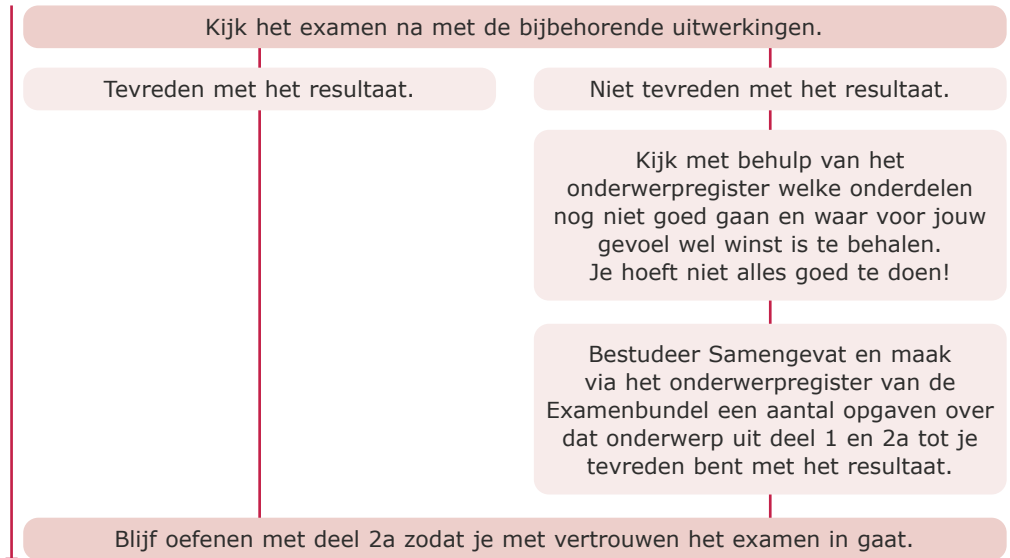 Kijk het examen na met de bijbehorende uitwerkingen.
Tevreden met het resultaat.
Niet tevreden met het resultaat.
Kijk met behulp van het
onderwerpregister welke onderdelen
nog niet goed gaan en waar voor jouw
gevoel wel winst is te behalen.
Je hoeft niet alles goed te doen!
Bestudeer Samengevat en maak
via het onderwerpregister van de
Examenbundel een aantal opgaven over
dat onderwerp uit deel 1 en 2a tot je
tevreden bent met het resultaat.
Blijf oefenen met deel 2a zodat je met vertrouwen het examen in gaat.